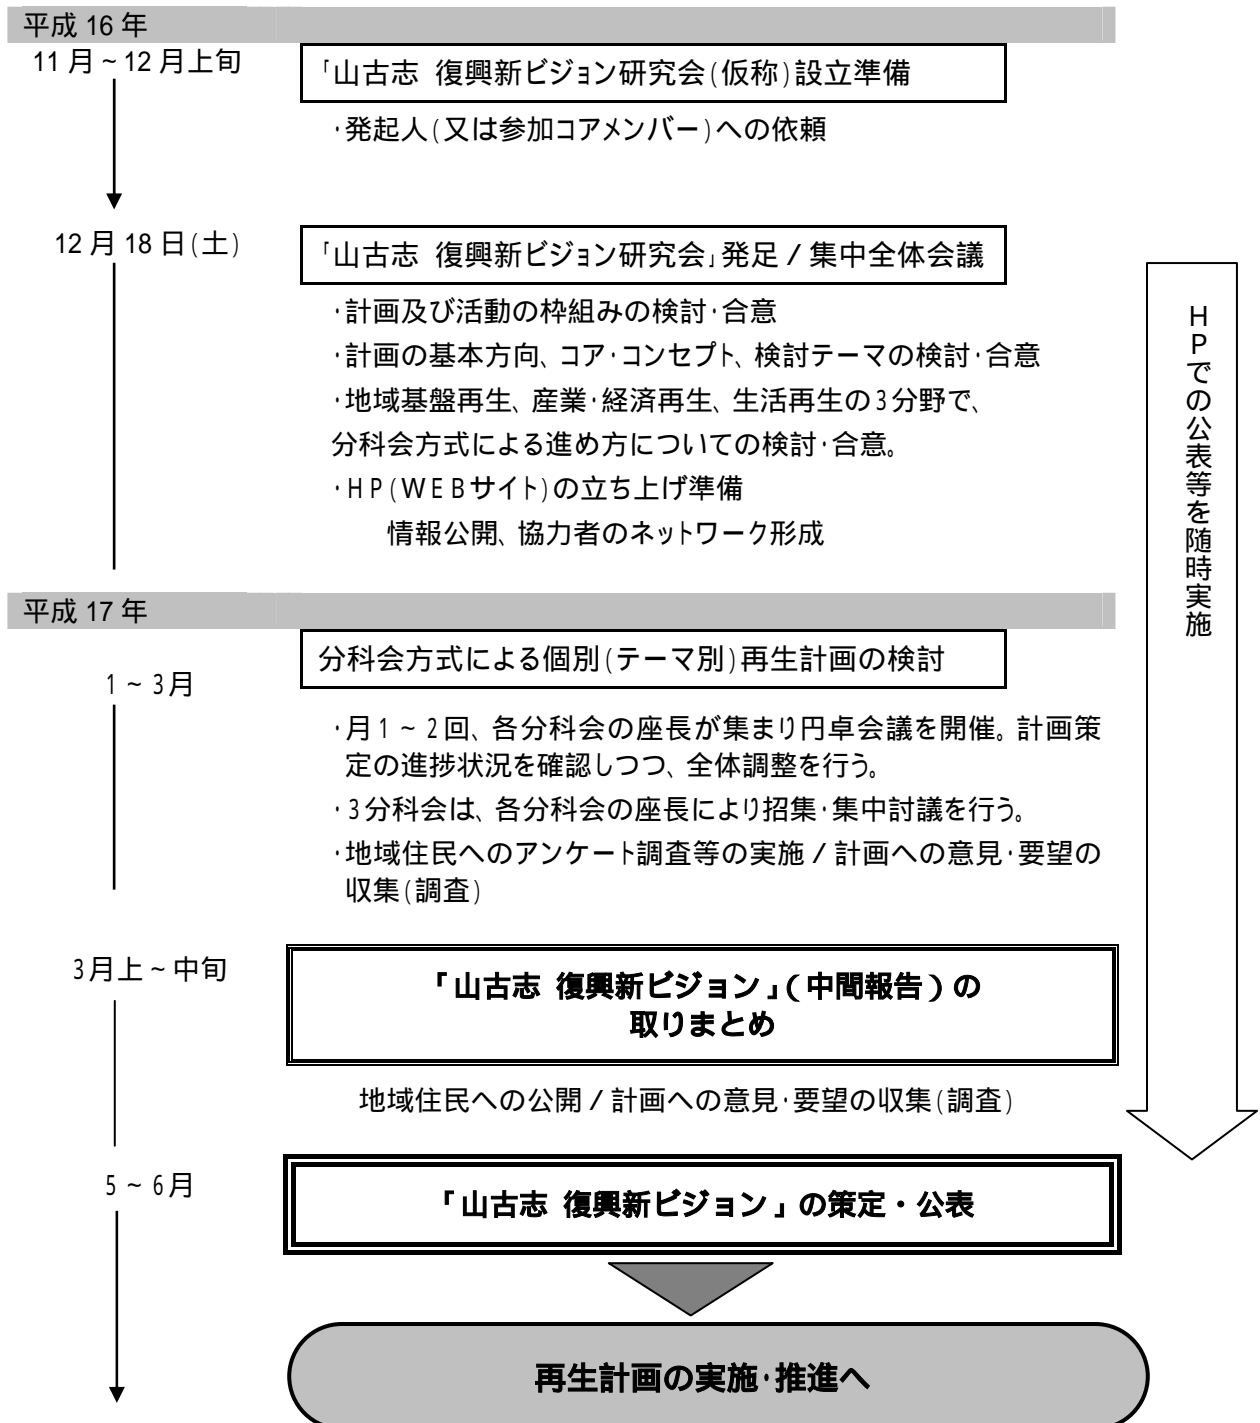 平成 16 年
11 月～12 月上旬
「山古志 復興新ビジョン研究会(仮称)設立準備
・発起人(又は参加コアメンバー)への依頼
12 月 18 日(土)
「山古志 復興新ビジョン研究会」発足 / 集中全体会議
・計画及び活動の枠組みの検討・合意
・計画の基本方向、コア・コンセプト、検討テーマの検討・合意
・地域基盤再生、産業・経済再生、生活再生の3分野で、
分科会方式による進め方についての検討・合意。
・HP(WEBサイト)の立ち上げ準備
情報公開、協力者のネットワーク形成
HPでの公表等を随時実施
平成 17 年
分科会方式による個別(テーマ別)再生計画の検討
1～3月
・月1～2回、各分科会の座長が集まり円卓会議を開催。計画策
定の進捗状況を確認しつつ、全体調整を行う。
・3分科会は、各分科会の座長により招集・集中討議を行う。
・地域住民へのアンケート調査等の実施 / 計画への意見・要望の
収集(調査)
3月上～中旬
「山古志 復興新ビジョン」(中間報告)の
取りまとめ
地域住民への公開 / 計画への意見・要望の収集(調査)
5～6月
「山古志 復興新ビジョン」の策定・公表
再生計画の実施・推進へ